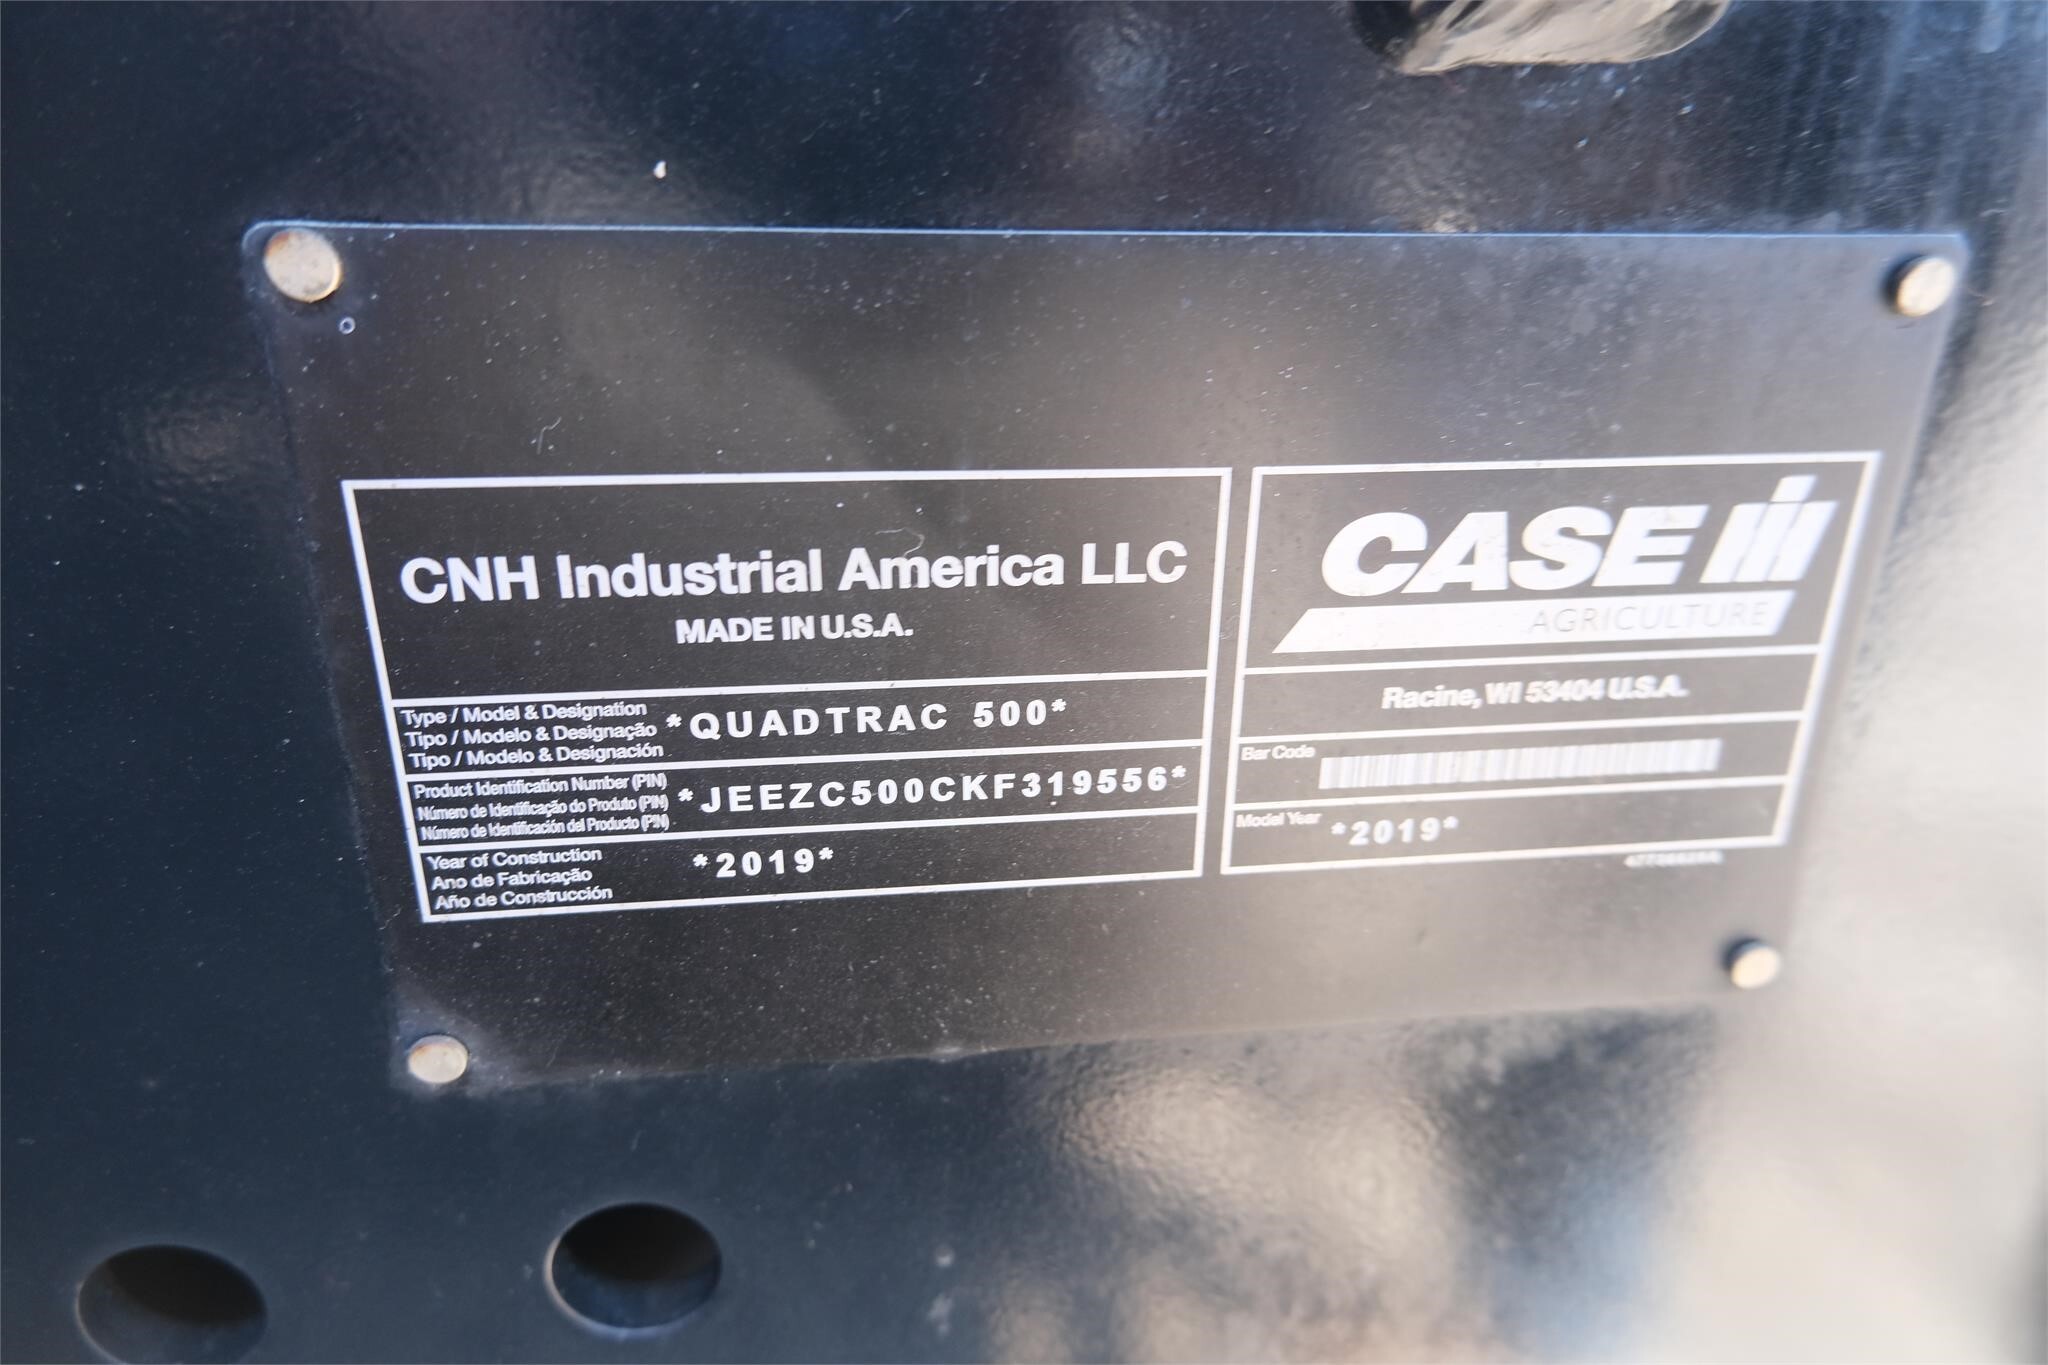 CNH Industrial America LLC
MADE IN U.S.A.
Type / Model & Designation
Tipo / Modelo & Designação
Tipo / Modelo & Designación
*QUADTRAC 500*
Product Identification Number (PIN)
Número de Identificação do Produto (PIN)
Número de Identificación del Producto (PIN)
*JEEZC500CKF319556*
Year of Construction
Ano de Fabricação
Año de Construcción
*2019*
CASE IH
AGRICULTURE
Racine, WI 53404 U.S.A.
Bar Code
Model Year
*2019*